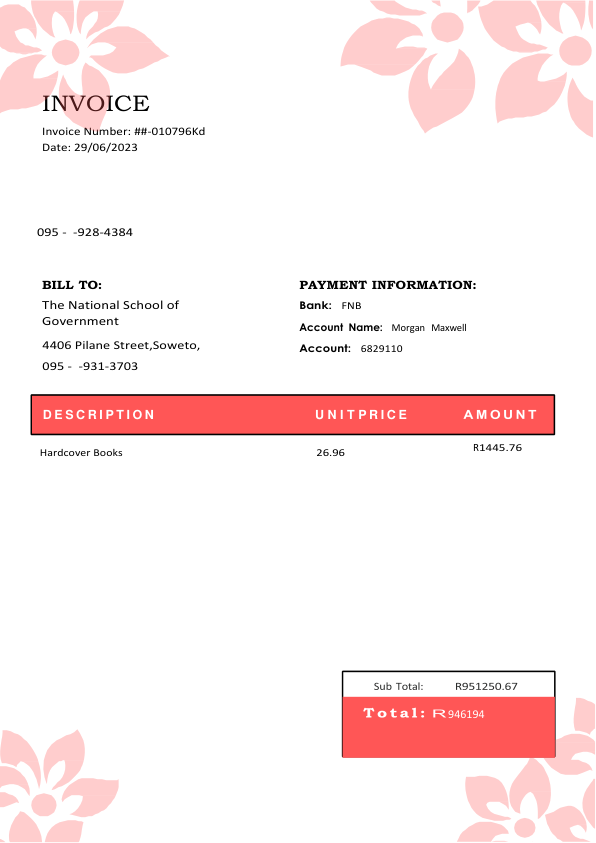 INVOICE
Invoice Number: ##-010796Kd
Date: 29/06/2023
095 -  -928-4384
BILL TO:
The National School of
Government
4406 Pilane Street,Soweto,
095 -  -931-3703
PAYMENT INFORMATION:
Bank: FNB
Account Name: Morgan Maxwell
Account: 6829110
DESCRIPTION UNITPRICE AMOUNT
Hardcover Books 26.96 R1445.76
Sub Total: R951250.67
Total: R946194